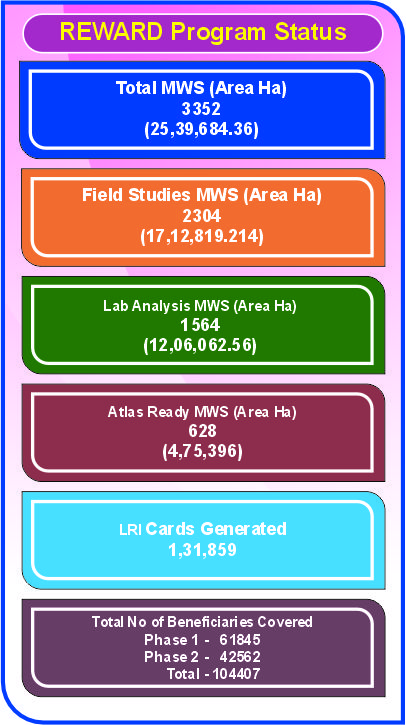 REWARD Program Status
Total MWS (Area Ha)
3352
(25,39,684.36)
Field Studies MWS (Area Ha)
2304
(17,12,819.214)
Lab Analysis MWS (Area Ha)
1564
(12,06,062.56)
Atlas Ready MWS (Area Ha)
628
(4,75,396)
LRI Cards Generated
1,31,859
Total No of Beneficiaries Covered
Phase 1 - 61845
Phase 2 - 42562
Total - 104407